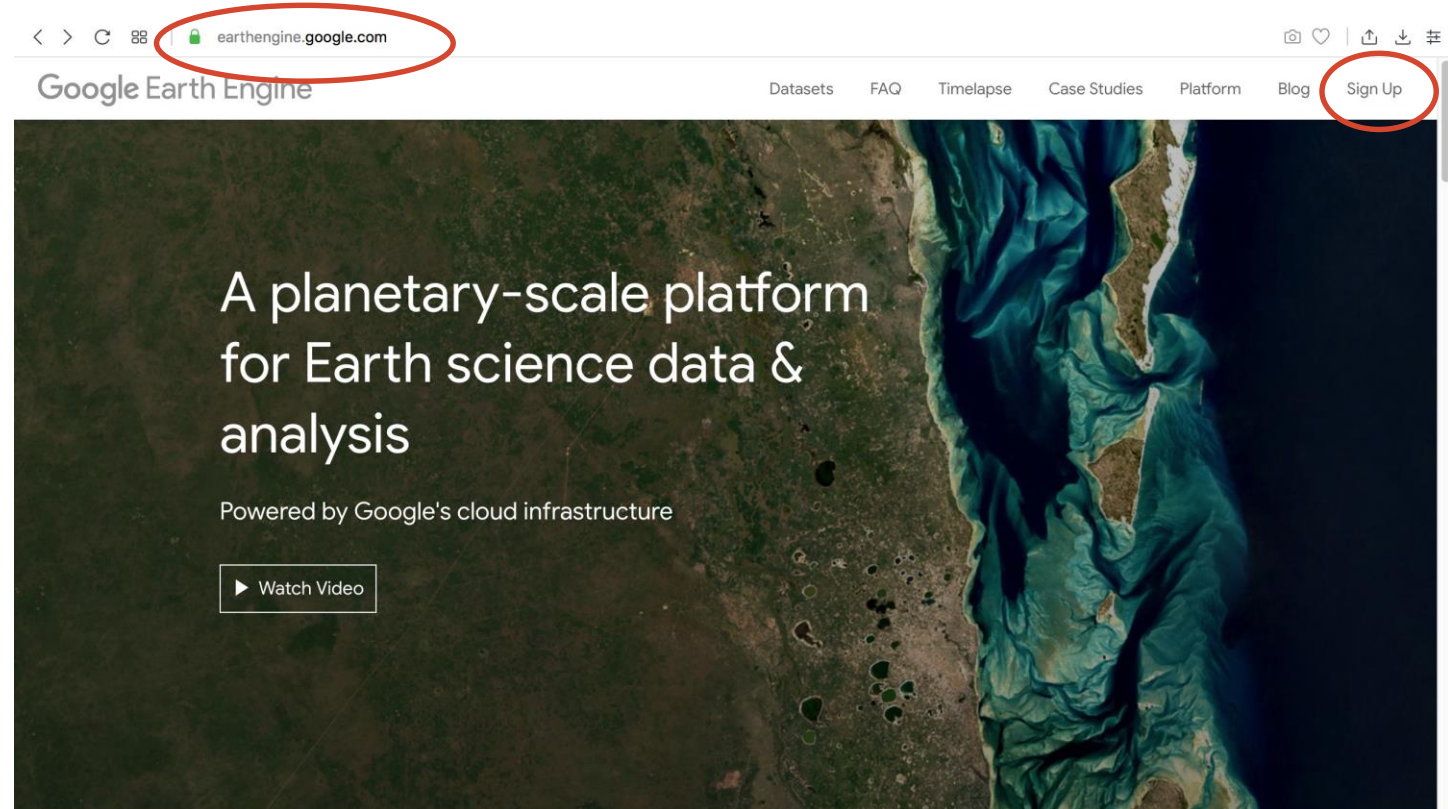 earthengine.google.com
Google Earth Engine
Datasets FAQ Timelapse Case Studies Platform Blog Sign Up
A planetary-scale platform
for Earth science data &
analysis
Powered by Google's cloud infrastructure
Watch Video